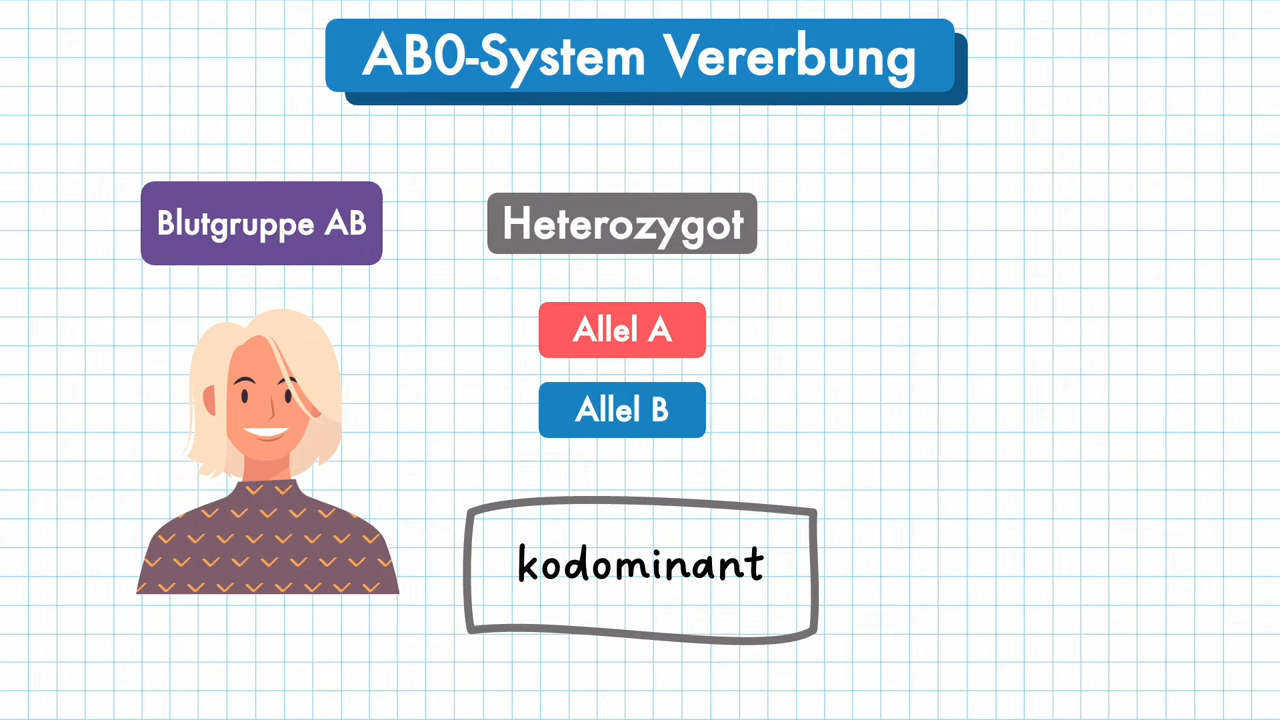 AB0-System Vererbung
Blutgruppe AB
Heterozygot
Allel A
Allel B
kodominant